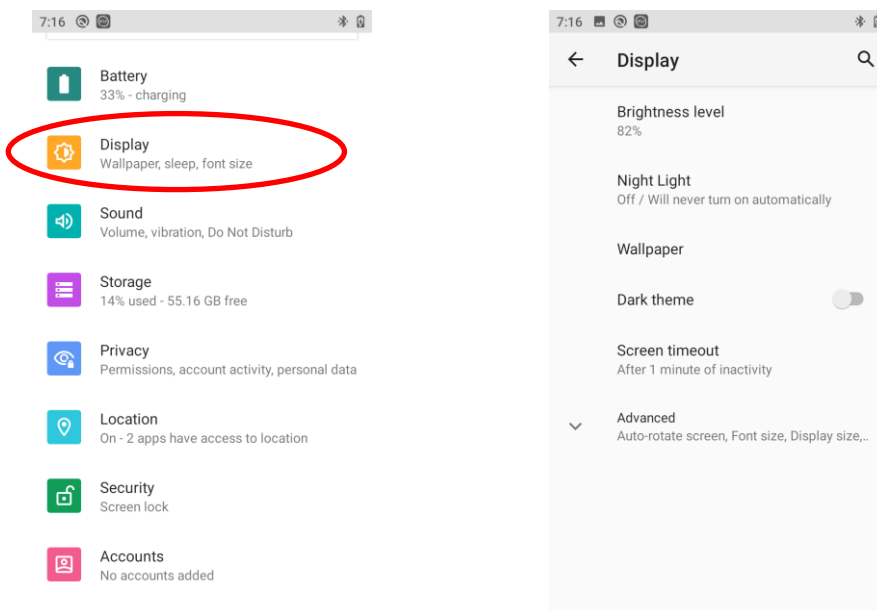 7:16
Battery
33% - charging
Display
Wallpaper, sleep, font size
Sound
Volume, vibration, Do Not Disturb
Storage
14% used - 55.16 GB free
Privacy
Permissions, account activity, personal data
Location
On - 2 apps have access to location
Security
Screen lock
Accounts
No accounts added
7:16
Display
Brightness level
82%
Night Light
Off / Will never turn on automatically
Wallpaper
Dark theme
Screen timeout
After 1 minute of inactivity
Advanced
Auto-rotate screen, Font size, Display size,..